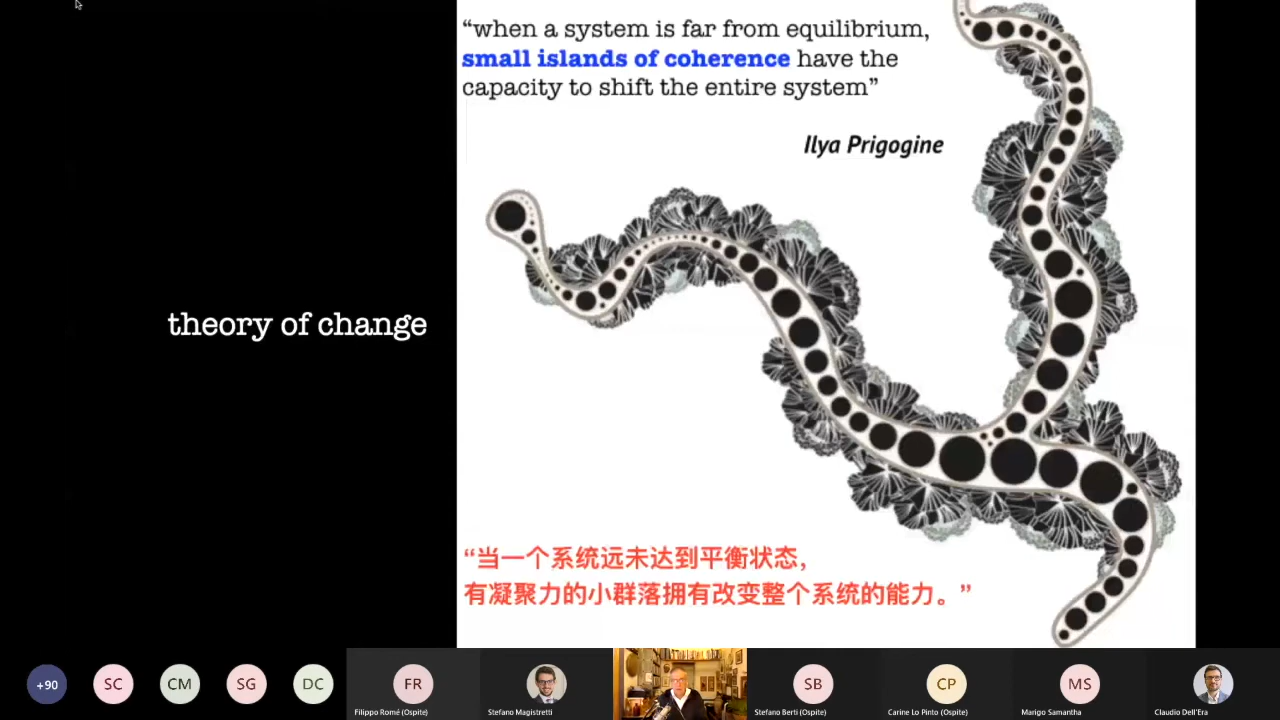 “when a system is far from equilibrium,
small islands of coherence have the
capacity to shift the entire system”
Ilya Prigogine
theory of change
“当一个系统远未达到平衡状态，
有凝聚力的小群落拥有改变整个系统的能力。”
+90
SC
CM
SG
DC
FR
Filippo Romé (Ospite)
Stefano Magistretti
SB
Stefano Berti (Ospite)
CP
Carine Lo Pinto (Ospite)
MS
Marigo Samantha
Claudio Dell'Era